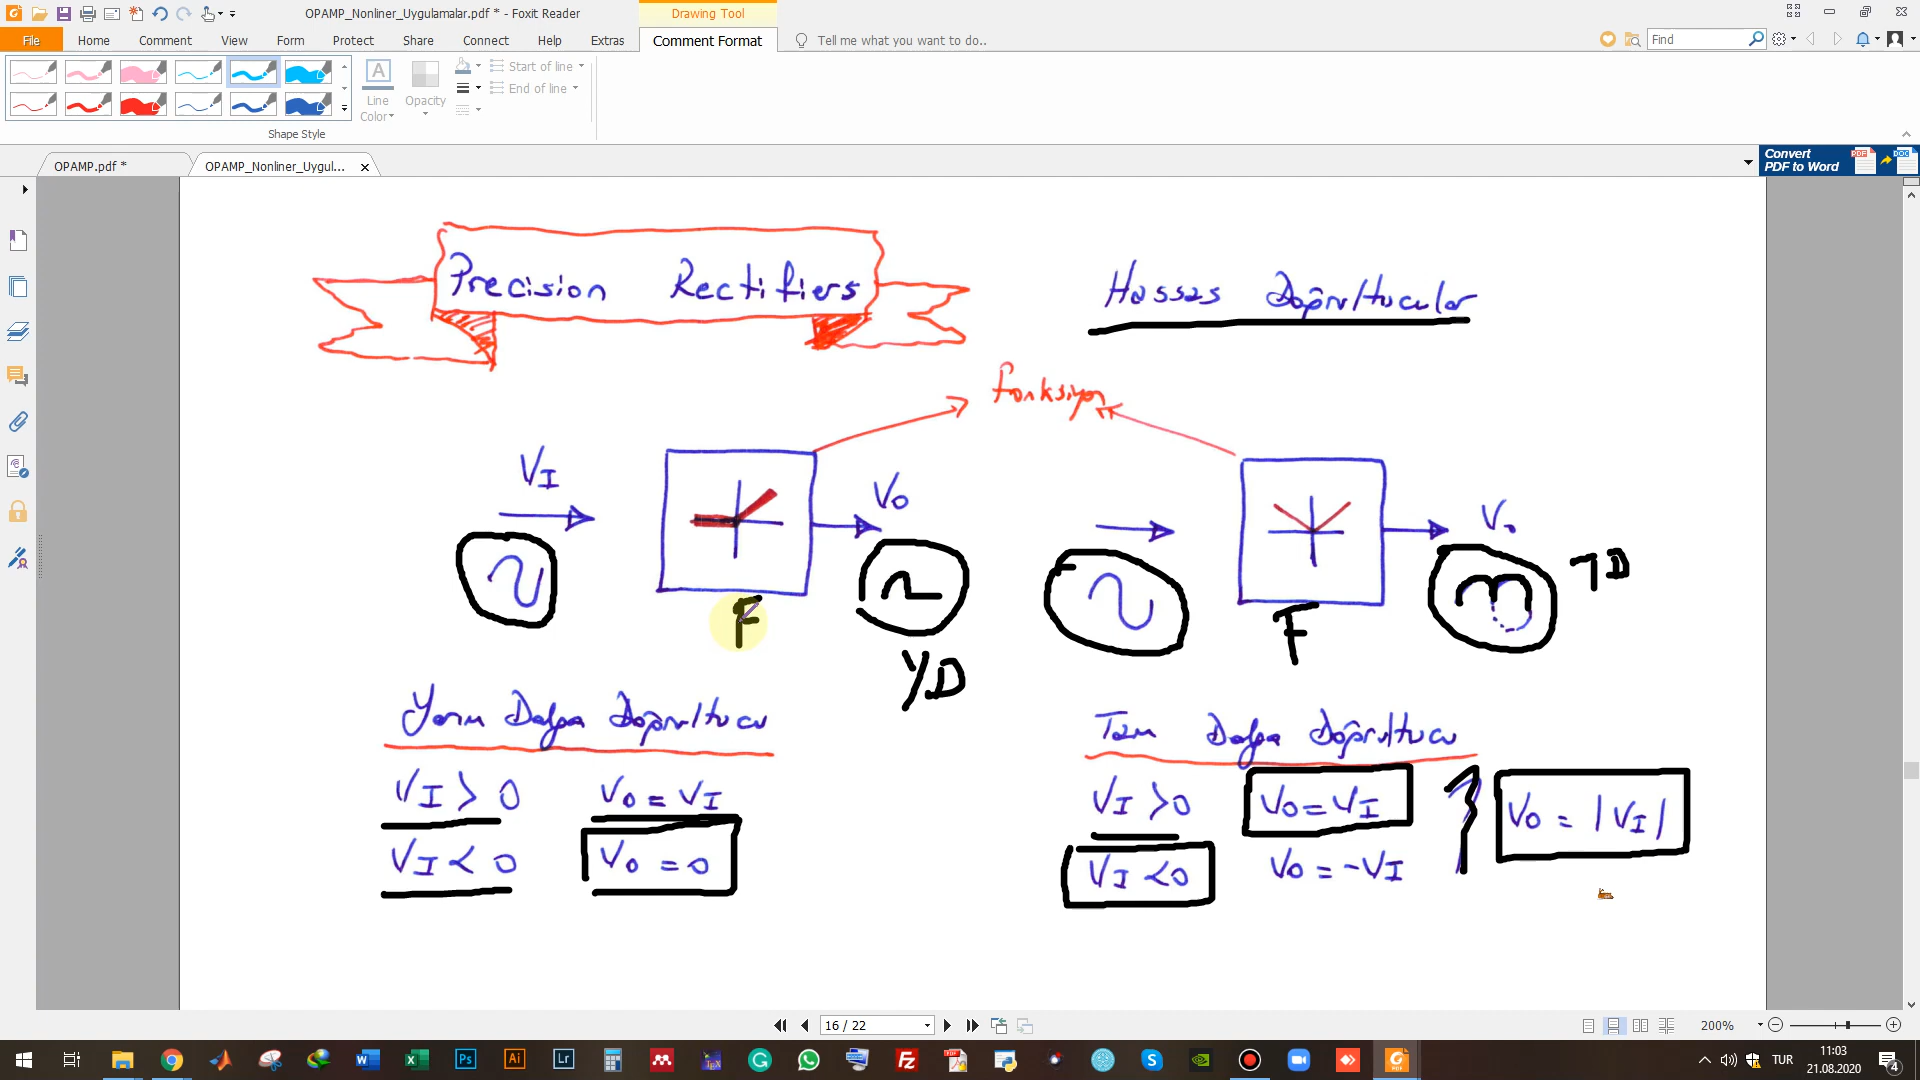 OPAMP_Nonliner_Uygulamalar.pdf * - Foxit Reader
Drawing Tool
File Home Comment View Form Protect Share Connect Help Extras Comment Format Tell me what you want to do.. Find
Line Color
Opacity
Start of line
End of line
Shape Style
OPAMP.pdf *
OPAMP_Nonliner_Uygul...
Convert PDF to Word
Precision Rectifiers
Hassas Doğrultucular
fonksiyon
VI
Vo
Vo
TD
F
F
YD
Yarım Dalga Doğrultucu
Tam Dalga Doğrultucu
VI > 0 Vo = VI
VI < 0 Vo = 0
VI > 0 Vo = VI
VI < 0 Vo = -VI
Vo = |VI|
16 / 22
200%
TUR
11:03
21.08.2020
4